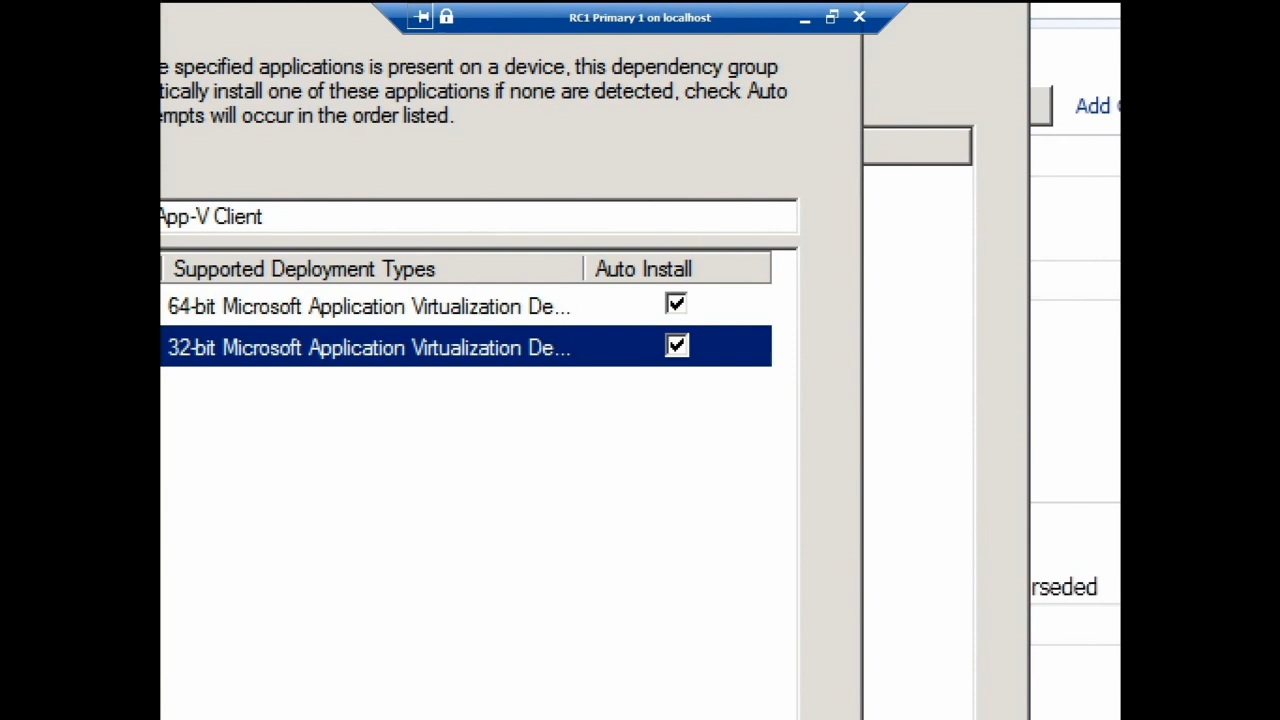 RC1 Primary 1 on localhost
e specified applications is present on a device, this dependency group
tically install one of these applications if none are detected, check Auto
empts will occur in the order listed.
Add
App-V Client
Supported Deployment Types Auto Install
64-bit Microsoft Application Virtualization De...
32-bit Microsoft Application Virtualization De...
rseded